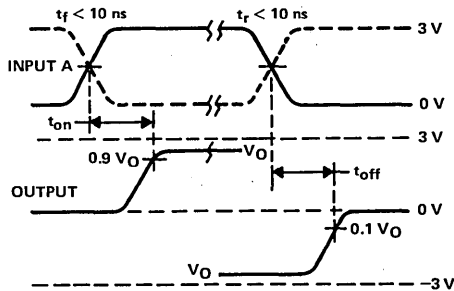 tf < 10 ns
tr < 10 ns
3 V
INPUT A
0 V
ton
3 V
0.9 VO
VO
toff
OUTPUT
0 V
0.1 VO
VO
−3 V